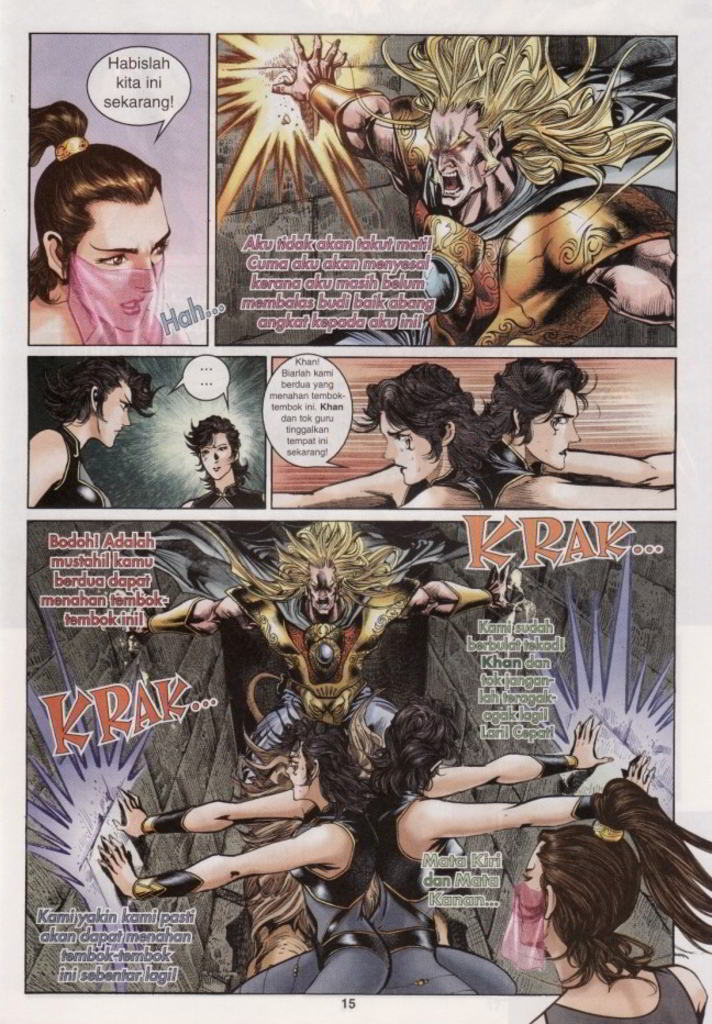 Habislah
kita ini
sekarang!
Hah...
Aku tidak akan takut mati!
Cuma aku akan menyesal
kerana aku masih belum
membalas budi baik abang
angkat kepada aku ini!
...
...
Khan!
Biarlah kami
berdua yang
menahan tembok-
tembok ini. Khan
dan tok guru
tinggalkan
tempat ini
sekarang!
Bodoh! Adalah
mustahil kamu
berdua dapat
menahan tembok-
tembok ini!
KRAK...
Kami sudah
berbulat tekad!
Khan dan
tok jangan-
lah teragak-
agak lagi!
Lari! Cepat!
KRAK...
Mata Kiri
dan Mata
Kanan...
Kami yakin kami pasti
akan dapat menahan
tembok-tembok
ini sebentar lagi!
15